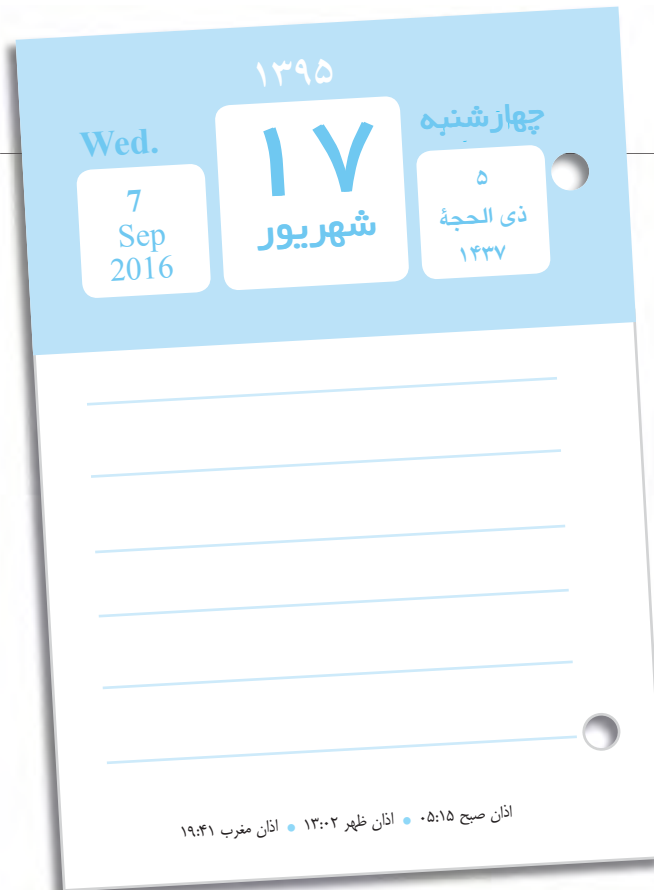 ۱۳۹۵
چهارشنبه
۵
ذی الحجة
۱۴۳۷
۱۷
شهریور
Wed.
7
Sep
2016
اذان صبح ۰۵:۱۵ • اذان ظهر ۱۳:۰۲ • اذان مغرب ۱۹:۴۱